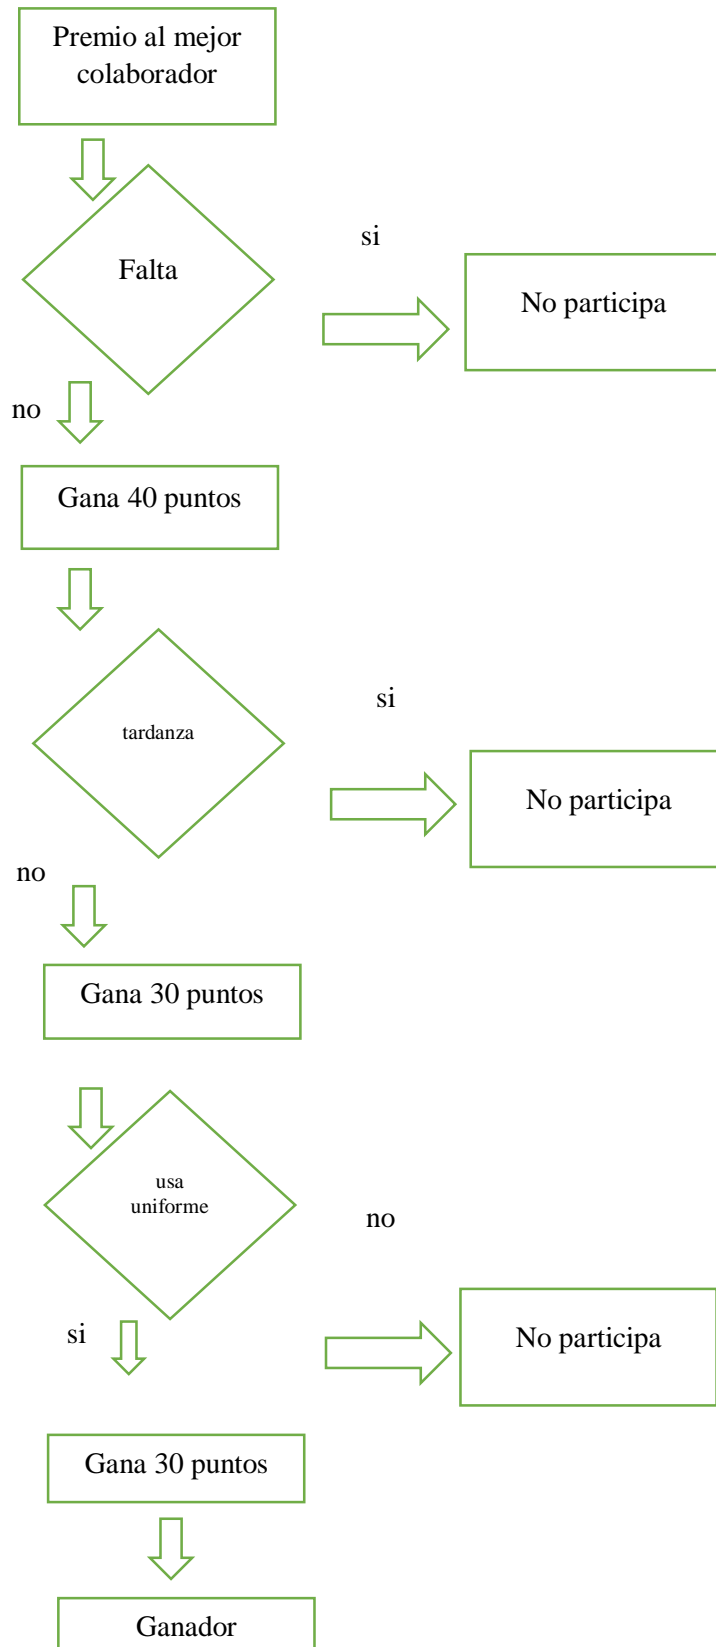 Premio al mejor
colaborador
si
Falta
No participa
no
Gana 40 puntos
si
tardanza
No participa
no
Gana 30 puntos
usa
uniforme
no
si
No participa
Gana 30 puntos
Ganador